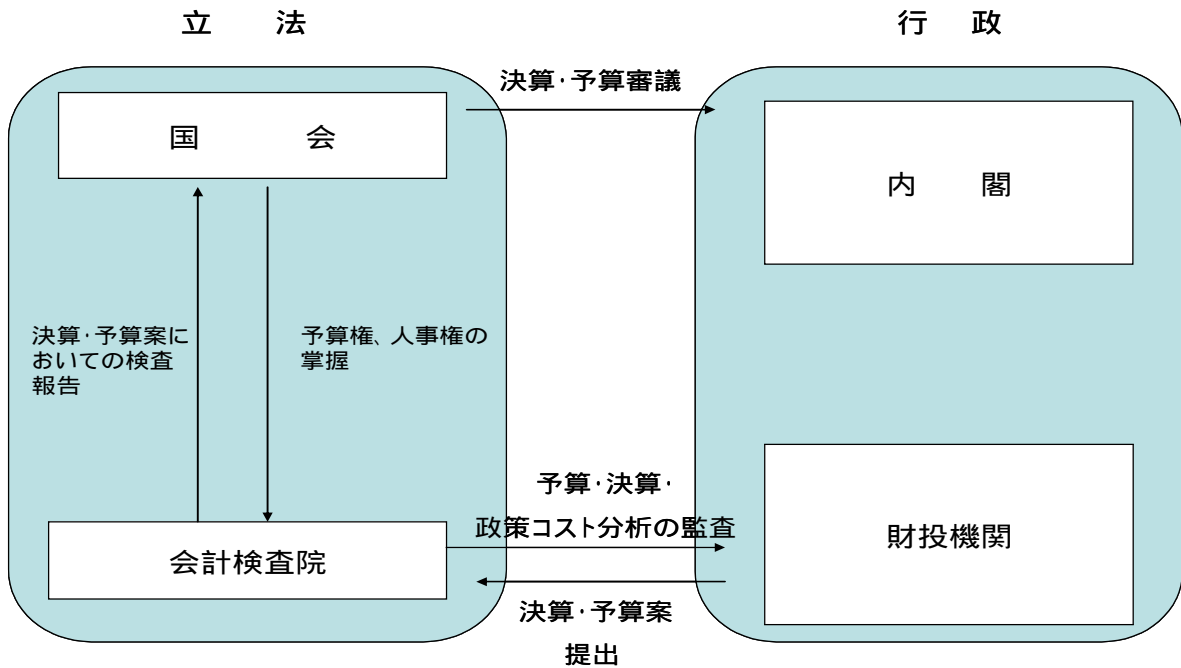 立　法
行　政
決算・予算審議
国　会
内　閣
決算・予算案に
おいての検査
報告
予算権、人事権の
掌握
予算・決算・
政策コスト分析の監査
会計検査院
財投機関
決算・予算案
提出